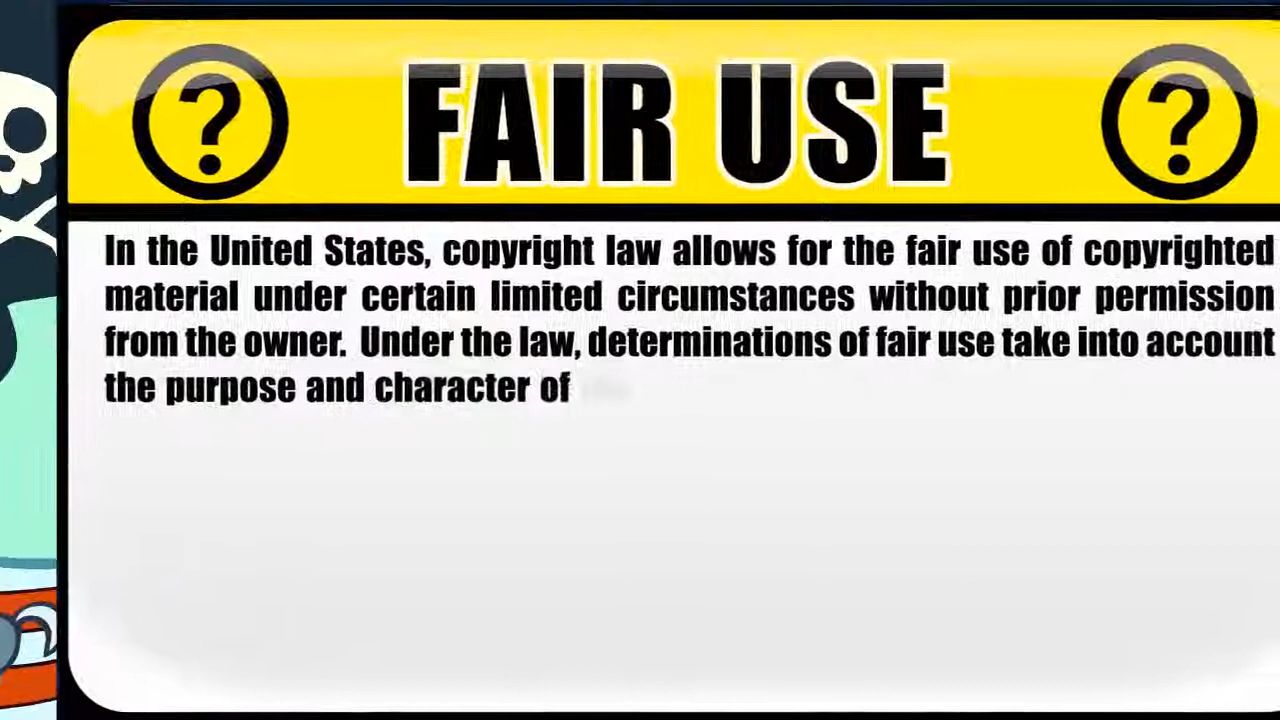 FAIR USE
In the United States, copyright law allows for the fair use of copyrighted
material under certain limited circumstances without prior permission
from the owner. Under the law, determinations of fair use take into account
the purpose and character of